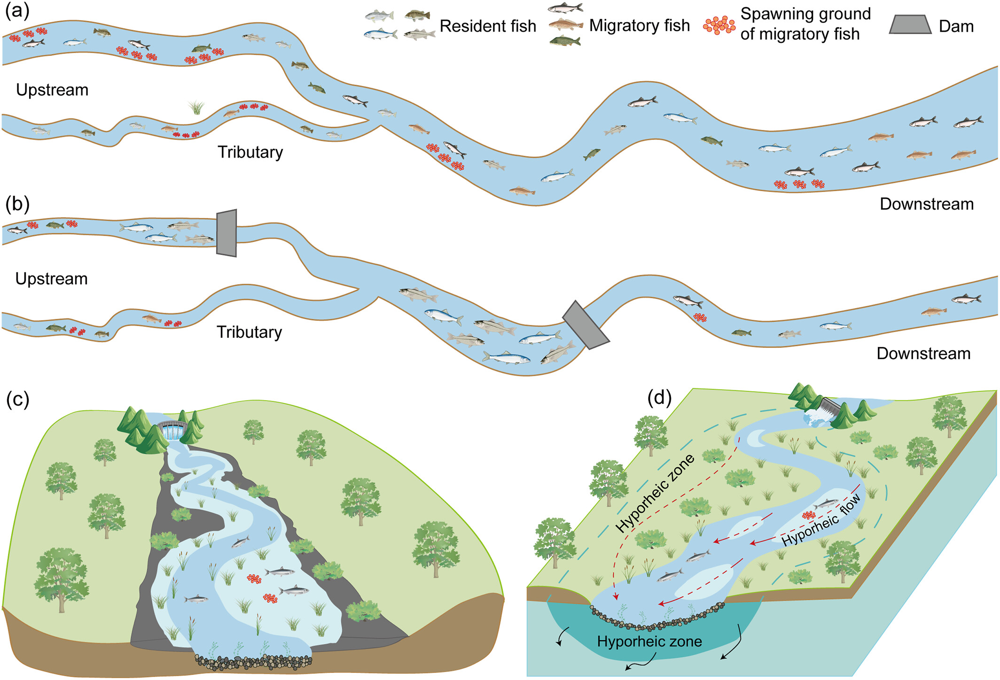 (a)
Resident fish
Migratory fish
Spawning ground
of migratory fish
Dam
Upstream
Tributary
Downstream
(b)
Upstream
Tributary
Downstream
(c)
(d)
Hyporheic zone
Hyporheic flow
Hyporheic zone